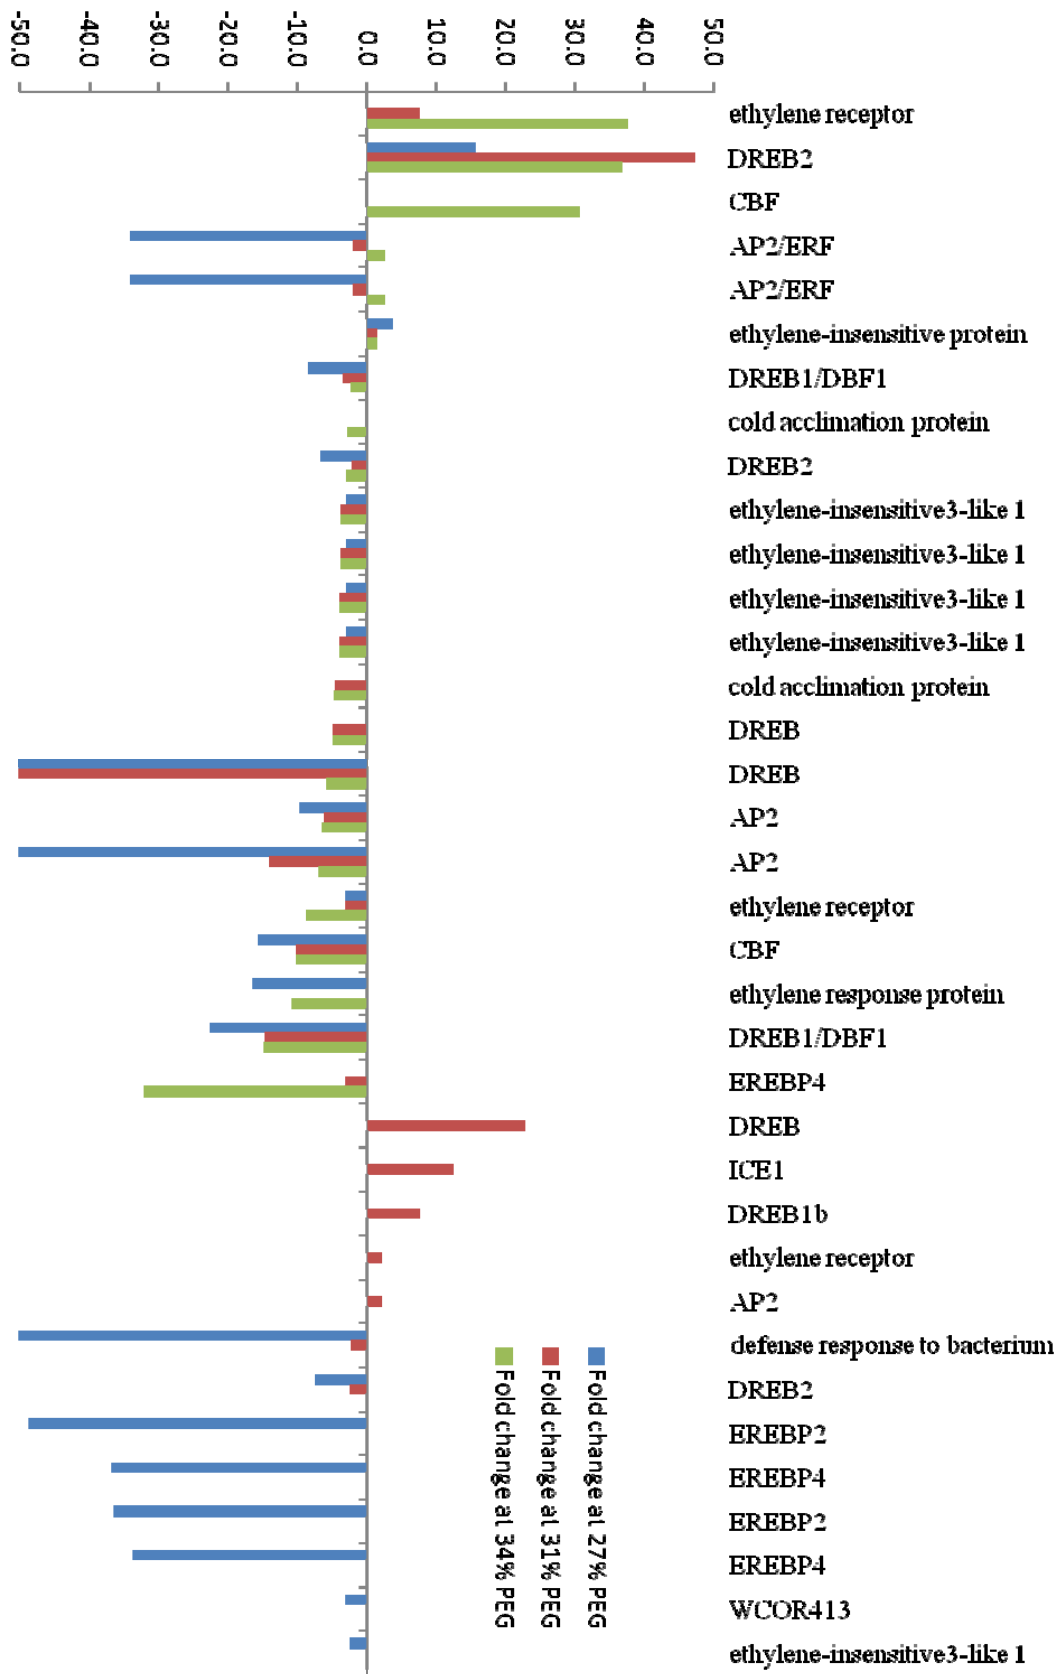 -50.0
-40.0
-30.0
-20.0
-10.0
0.0
10.0
20.0
30.0
40.0
50.0
ethylene receptor
DREB2
CBF
AP2/ERF
AP2/ERF
ethylene-insensitive protein
DREB1/DBF1
cold acclimation protein
DREB2
ethylene-insensitive3-like 1
ethylene-insensitive3-like 1
ethylene-insensitive3-like 1
ethylene-insensitive3-like 1
cold acclimation protein
DREB
DREB
AP2
AP2
ethylene receptor
CBF
ethylene response protein
DREB1/DBF1
EREBP4
DREB
ICE1
DREB1b
ethylene receptor
AP2
defense response to bacterium
DREB2
EREBP2
EREBP4
EREBP2
EREBP4
WCOR413
ethylene-insensitive3-like 1
Fold change at 27% PEG
Fold change at 31% PEG
Fold change at 34% PEG